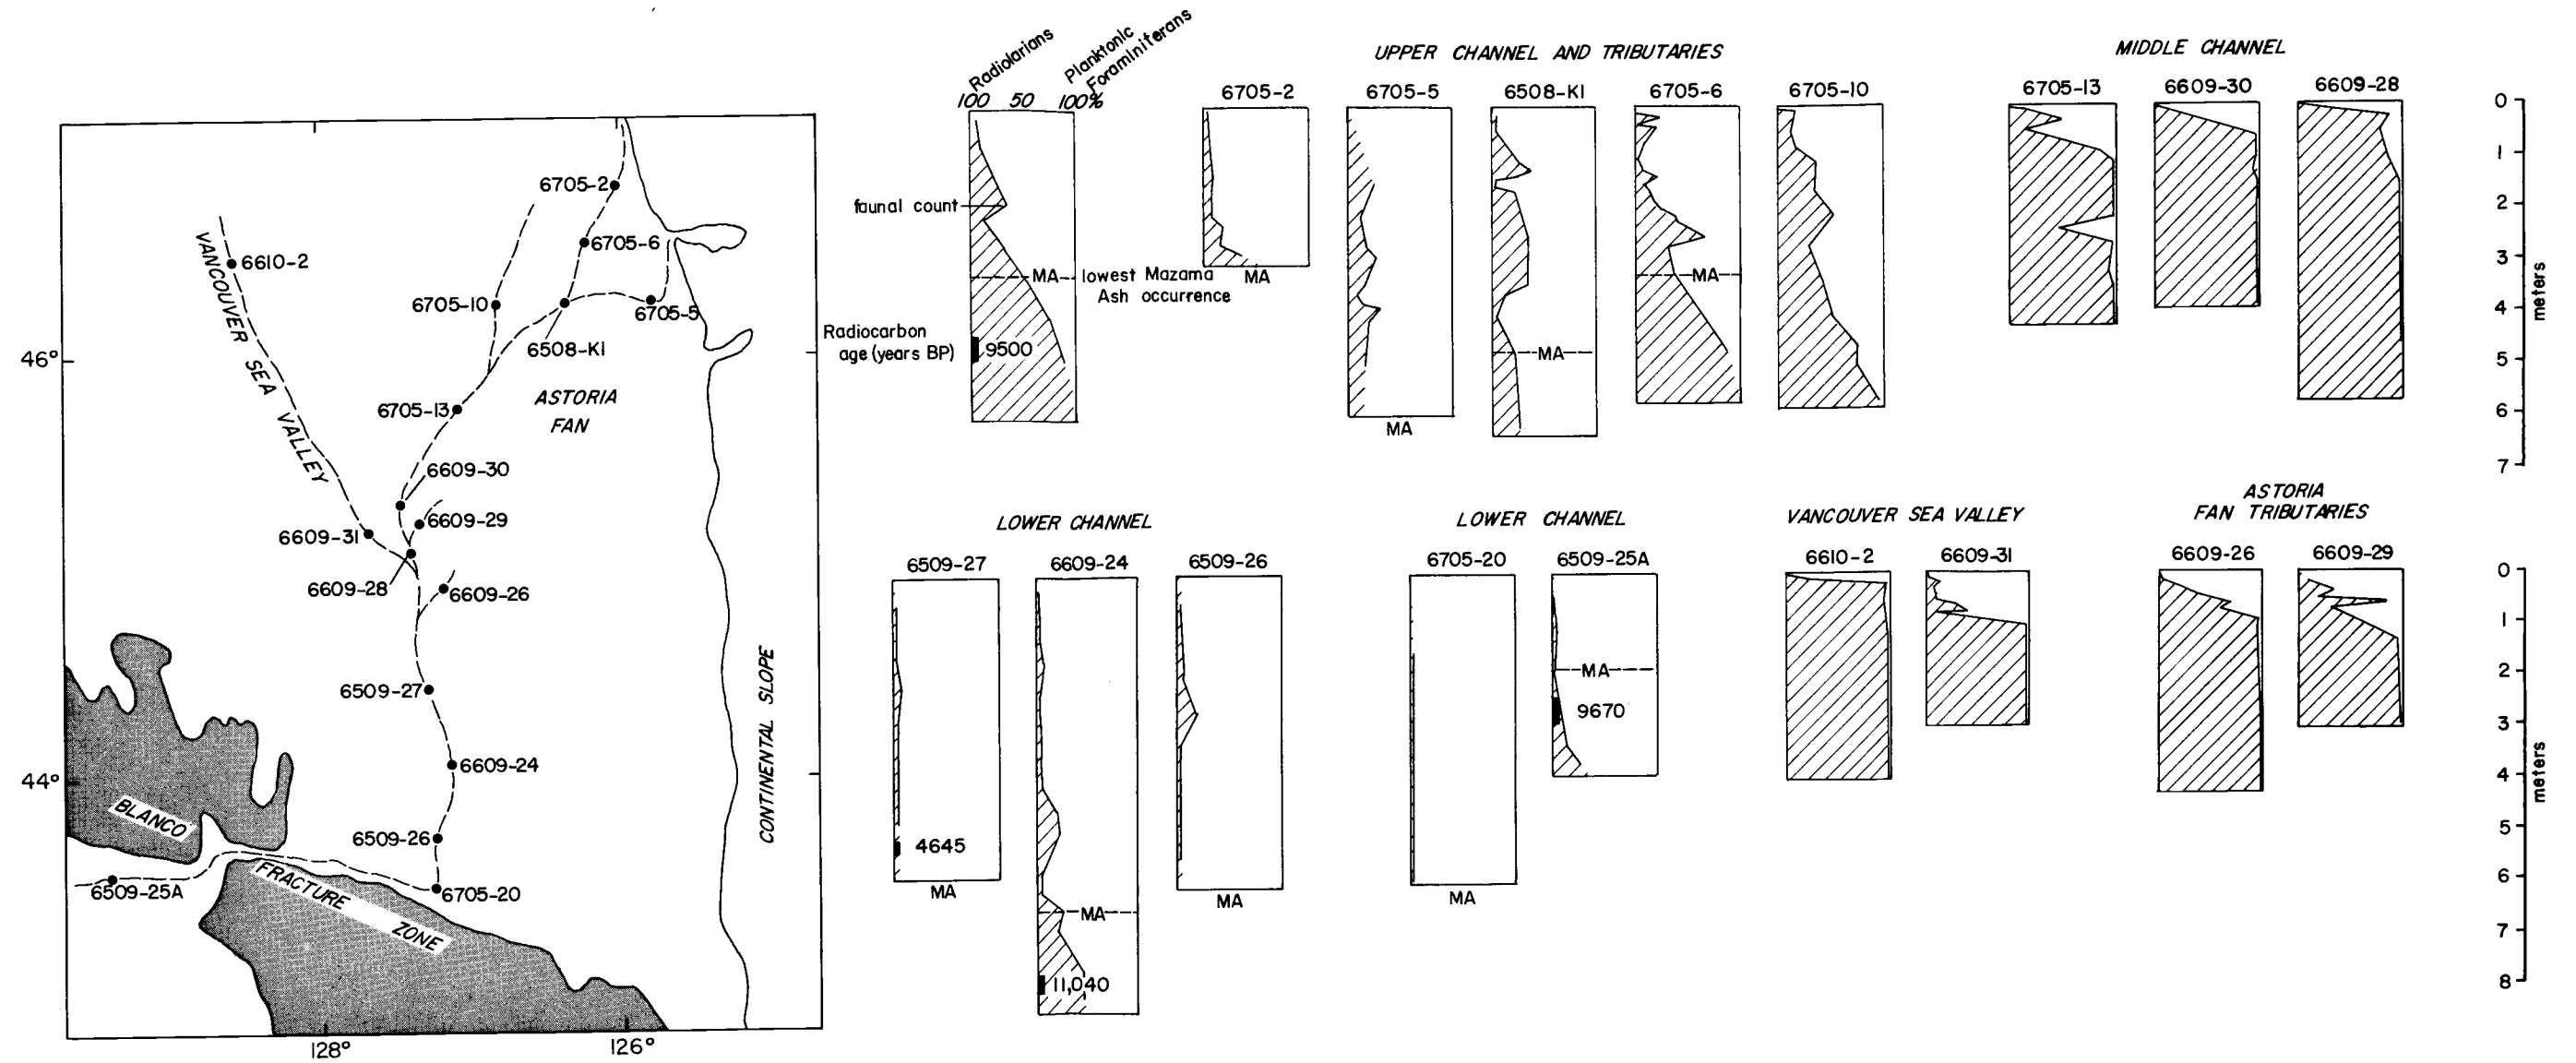 Radiolarians
Planktonic
Foraminiferans
100 50 100%
faunal count
MA
lowest Mazama
Ash occurrence
Radiocarbon
age (years BP)
9500
UPPER CHANNEL AND TRIBUTARIES
6705-2
6705-5
6508-K1
6705-6
6705-10
MA
MA
MA
MA
MIDDLE CHANNEL
6705-13
6609-30
6609-28
0
1
2
3
4
5
6
7
meters
6705-2
6705-6
6610-2
VANCOUVER SEA VALLEY
6705-10
6705-5
6508-K1
46°
ASTORIA
FAN
6705-13
6609-30
6609-29
6609-31
6609-28
6609-26
6509-27
CONTINENTAL SLOPE
6609-24
44°
BLANCO
FRACTURE
ZONE
6509-26
6509-25A
6705-20
128°
126°
LOWER CHANNEL
6509-27
6609-24
6509-26
4645
MA
MA
11,040
MA
LOWER CHANNEL
6705-20
6509-25A
MA
9670
MA
VANCOUVER SEA VALLEY
6610-2
6609-31
ASTORIA
FAN TRIBUTARIES
6609-26
6609-29
0
1
2
3
4
5
6
7
8
meters